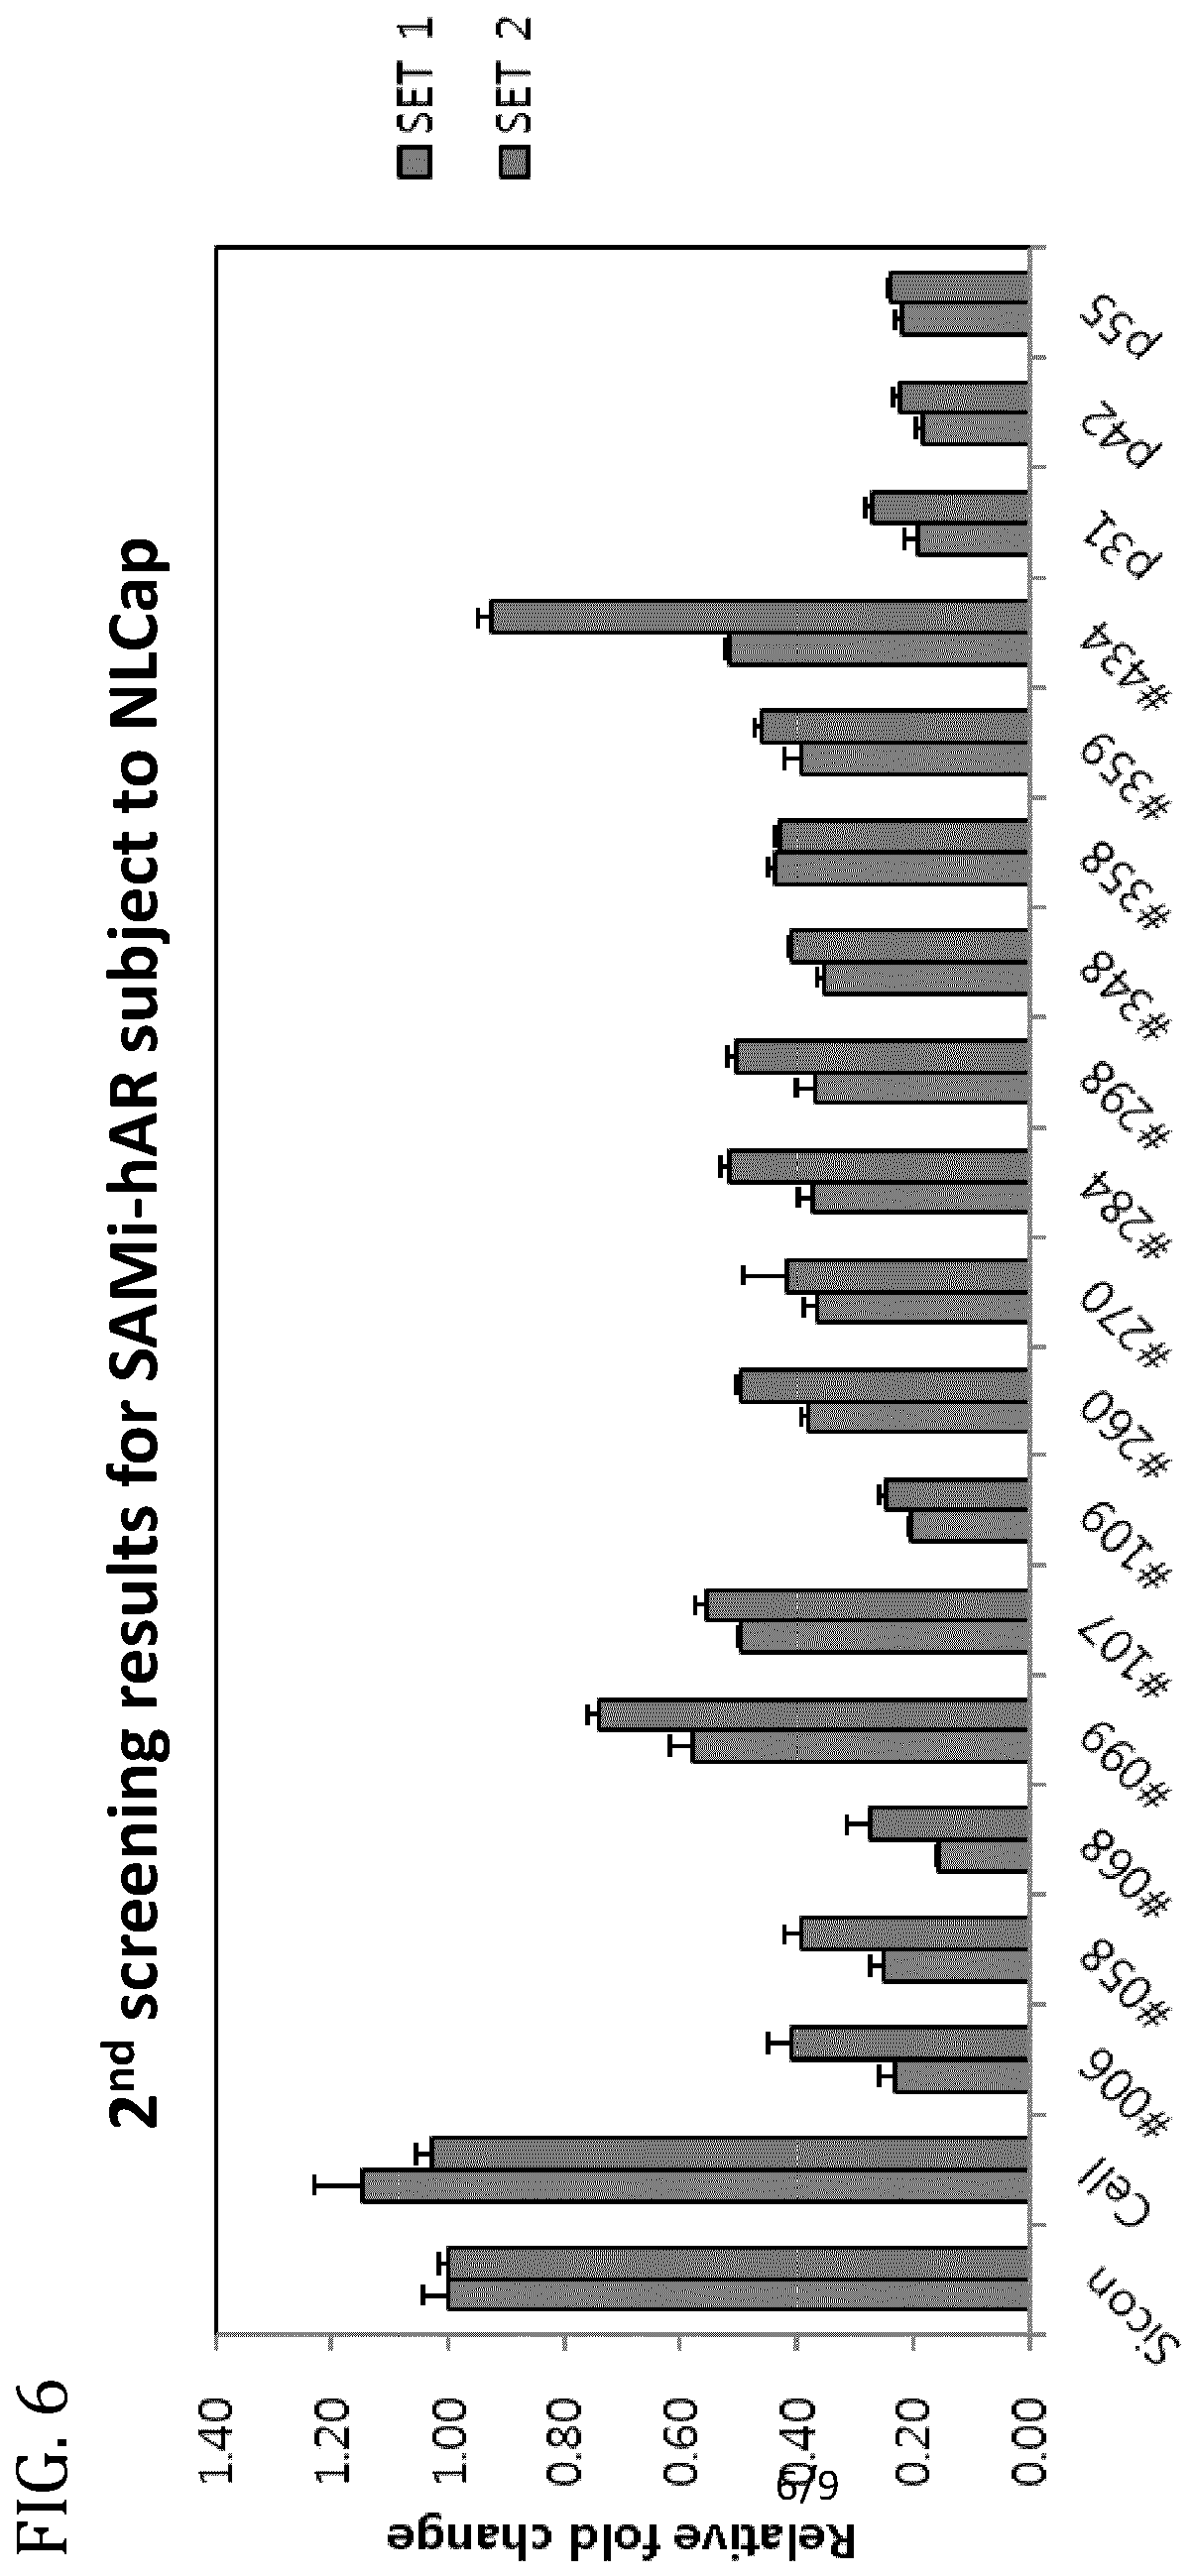 FIG. 6
2nd screening results for SAMi-hAR subject to NLCap
SET 1
SET 2
Relative fold change
1.40
1.20
1.00
0.80
0.60
0.40
0.20
0.00
6/9
Sicon
Cell
#006
#058
#068
#099
#107
#109
#260
#270
#284
#298
#348
#358
#359
#434
p31
p42
p55